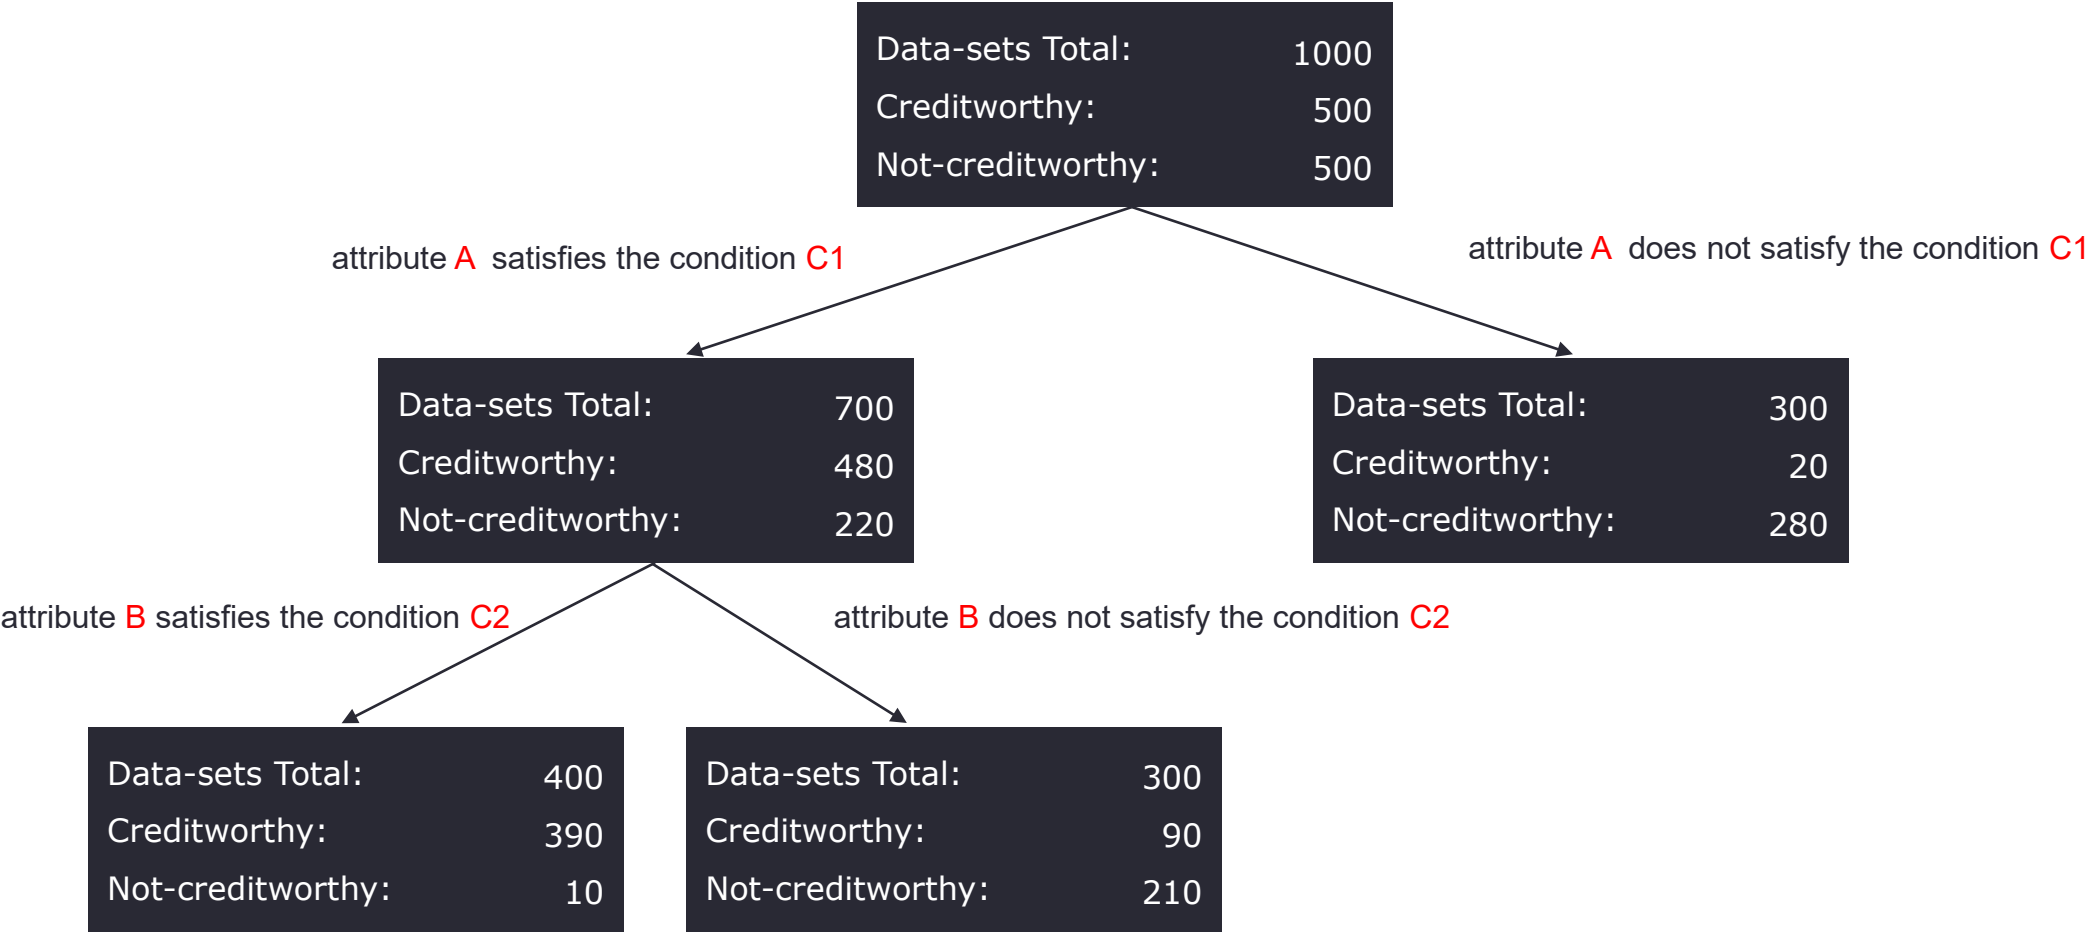 Data-sets Total: 1000
Creditworthy: 500
Not-creditworthy: 500
attribute A satisfies the condition C1
attribute A does not satisfy the condition C1
Data-sets Total: 700
Creditworthy: 480
Not-creditworthy: 220
Data-sets Total: 300
Creditworthy: 20
Not-creditworthy: 280
attribute B satisfies the condition C2
attribute B does not satisfy the condition C2
Data-sets Total: 400
Creditworthy: 390
Not-creditworthy: 10
Data-sets Total: 300
Creditworthy: 90
Not-creditworthy: 210